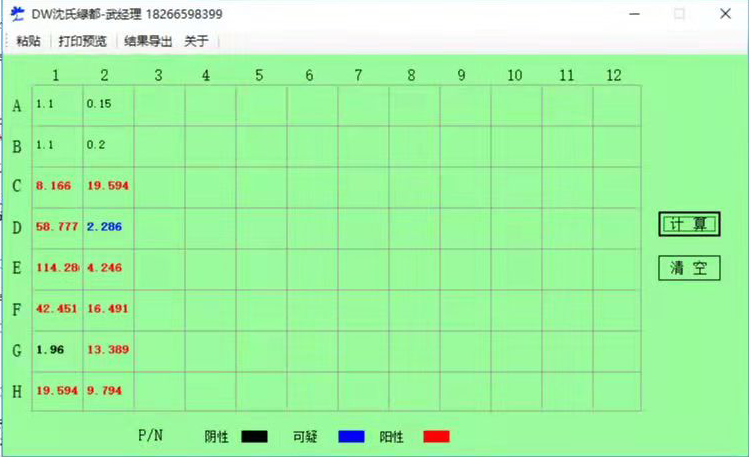 DW沈氏绿都-武经理 18266598399
粘贴 打印预览 结果导出 关于
1 2 3 4 5 6 7 8 9 10 11 12
A 1.1 0.15
B 1.1 0.2
C 8.166 19.594
D 58.777 2.286
计 算
E 114.28 4.246
清 空
F 42.451 16.491
G 1.96 13.389
H 19.594 9.794
P/N 阴性 可疑 阳性